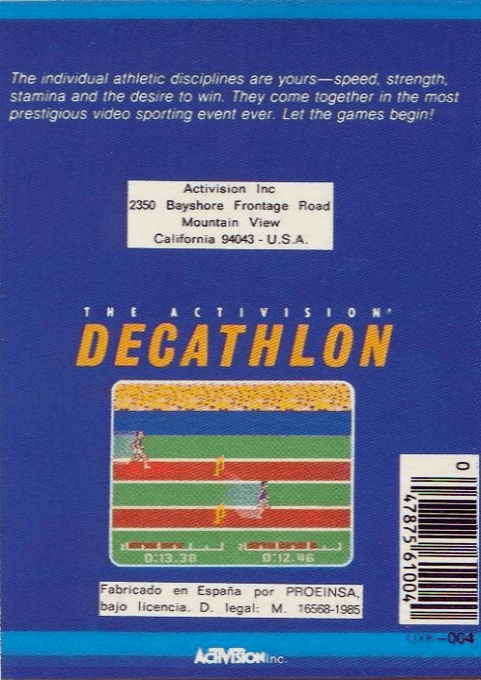 The individual athletic disciplines are yours—speed, strength,
stamina and the desire to win. They come together in the most
prestigious video sporting event ever. Let the games begin!
Activision Inc
2350 Bayshore Frontage Road
Mountain View
California 94043 - U.S.A.
THE ACTIVISION®
DECATHLON
1 2
0:13.38 0:12.46
0 47875 61004
Fabricado en España por PROEINSA,
bajo licencia. D. legal: M. 16568-1985
-004
ACTIVISION Inc.